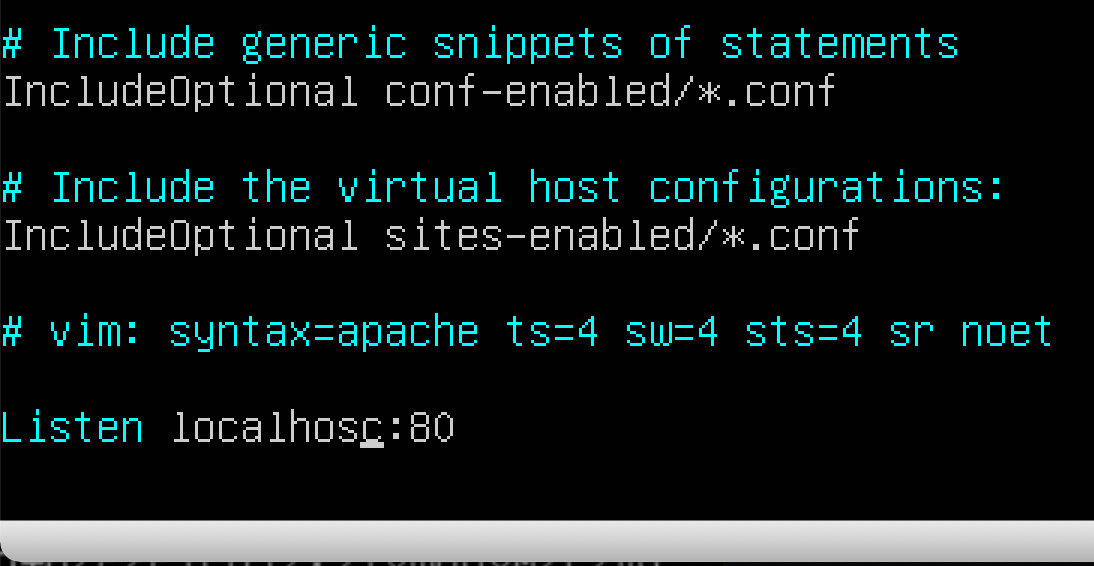 # Include generic snippets of statements
IncludeOptional conf-enabled/*.conf
# Include the virtual host configurations:
IncludeOptional sites-enabled/*.conf
# vim: syntax=apache ts=4 sw=4 sts=4 sr noet
Listen localhosc:80